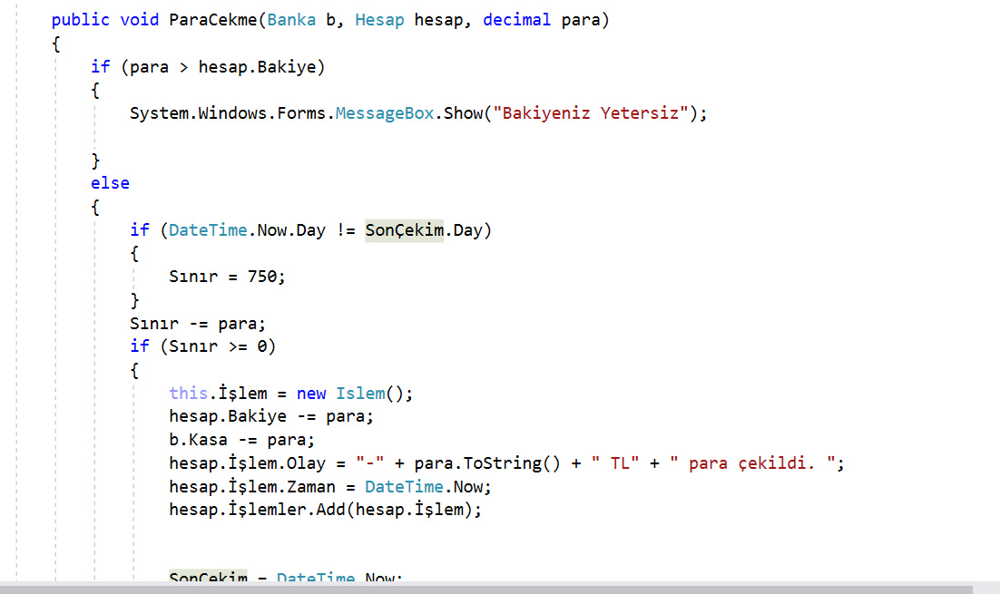 public void ParaCekme(Banka b, Hesap hesap, decimal para)
{
if (para > hesap.Bakiye)
{
System.Windows.Forms.MessageBox.Show("Bakiyeniz Yetersiz");
}
else
{
if (DateTime.Now.Day != SonÇekim.Day)
{
Sınır = 750;
}
Sınır -= para;
if (Sınır >= 0)
{
this.İşlem = new Islem();
hesap.Bakiye -= para;
b.Kasa -= para;
hesap.İşlem.Olay = "-" + para.ToString() + " TL" + " para çekildi. ";
hesap.İşlem.Zaman = DateTime.Now;
hesap.İşlemler.Add(hesap.İşlem);
SonÇekim = DateTime.Now;